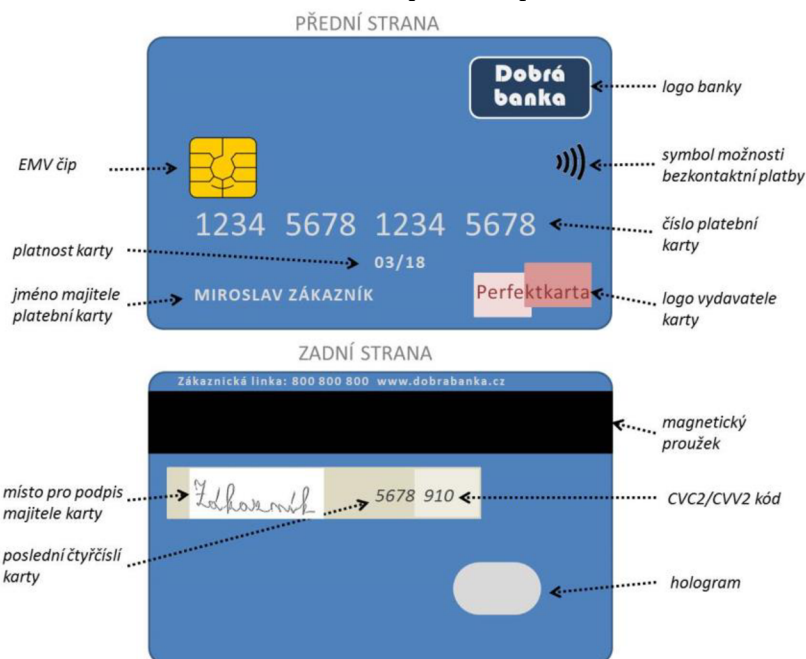 PŘEDNÍ STRANA
Dobrá
banka
logo banky
EMV čip
symbol možnosti
bezkontaktní platby
1234 5678 1234 5678
číslo platební
karty
platnost karty
03/18
jméno majitele
platební karty
MIROSLAV ZÁKAZNÍK
Perfektkarta
logo vydavatele
karty
ZADNÍ STRANA
Zákaznická linka: 800 800 800 www.dobrabanka.cz
magnetický
proužek
místo pro podpis
majitele karty
Zákazník
5678 910
CVC2/CVV2 kód
poslední čtyřčíslí
karty
hologram